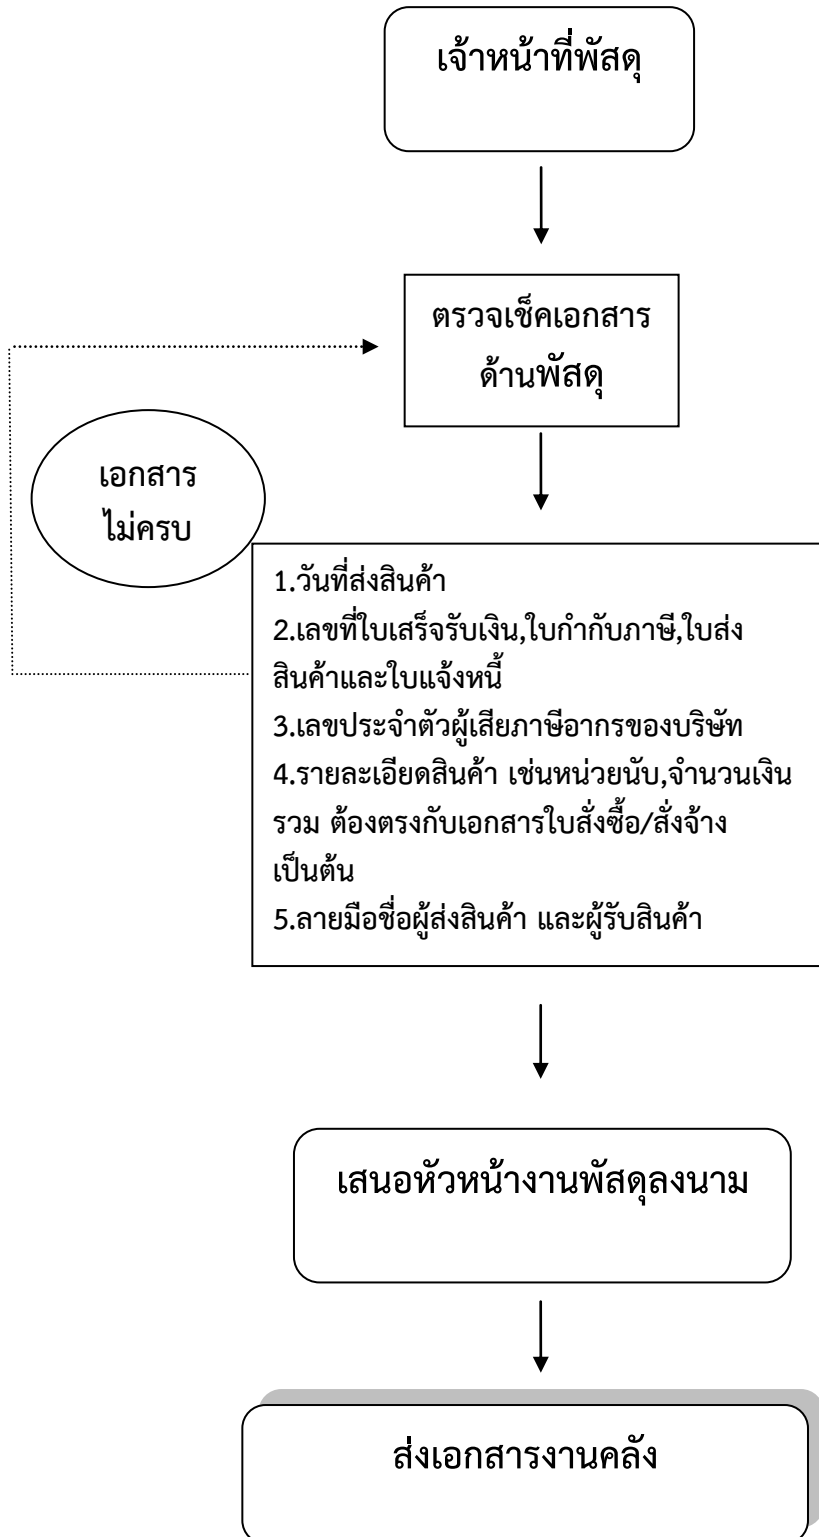 เจ้าหน้าที่พัสดุ
ตรวจเช็คเอกสาร
ด้านพัสดุ
เอกสาร
ไม่ครบ
1.วันที่ส่งสินค้า
2.เลขที่ใบเสร็จรับเงิน,ใบกำกับภาษี,ใบส่ง
สินค้าและใบแจ้งหนี้
3.เลขประจำตัวผู้เสียภาษีอากรของบริษัท
4.รายละเอียดสินค้า เช่นหน่วยนับ,จำนวนเงิน
รวม ต้องตรงกับเอกสารใบสั่งซื้อ/สั่งจ้าง
เป็นต้น
5.ลายมือชื่อผู้ส่งสินค้า และผู้รับสินค้า
เสนอหัวหน้างานพัสดุลงนาม
ส่งเอกสารงานคลัง